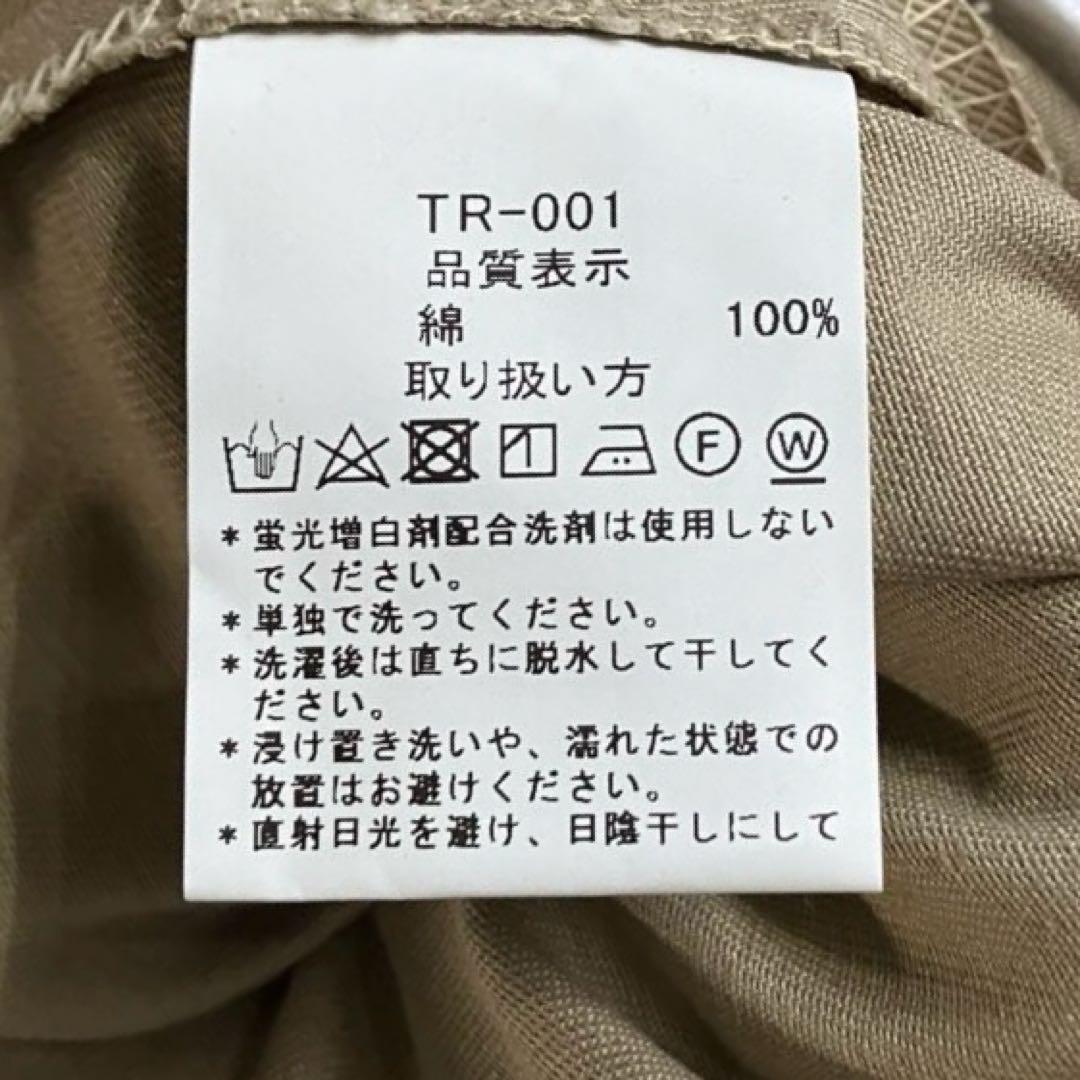 TR-001
品質表示
綿 100%
取り扱い方
F W
*蛍光増白剤配合洗剤は使用しない
でください。
*単独で洗ってください。
*洗濯後は直ちに脱水して干してく
ださい。
*浸け置き洗いや、濡れた状態での
放置はお避けください。
*直射日光を避け、日陰干しにして